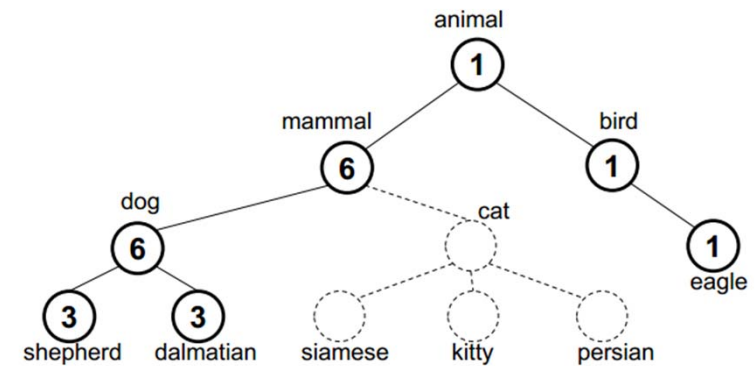 animal
1
mammal
bird
6
1
dog
cat
6
1
eagle
3
3
shepherd dalmatian siamese kitty persian